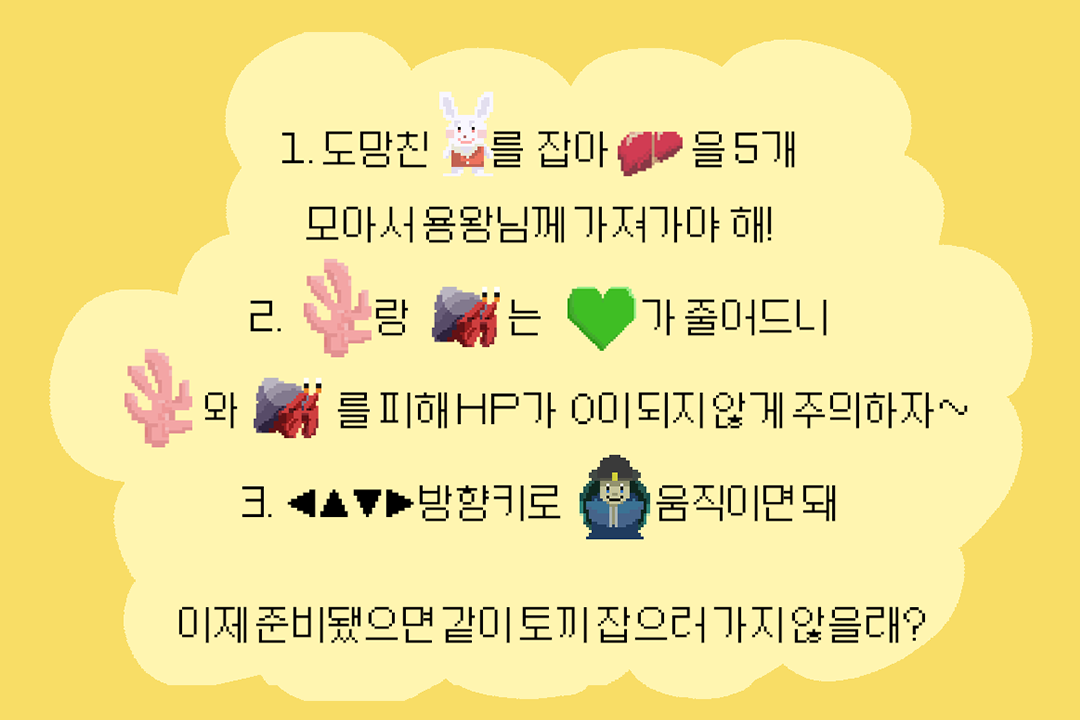 1. 도망친 를 잡아 을 5개
모아서 용왕님께 가져가야 해!
2. 랑 는 가 줄어드니
와 를 피해 HP가 0이 되지 않게 주의하자~
3. ◀▲▼▶방향키로 움직이면 돼
이제 준비됐으면 같이 토끼 잡으러 가지 않을래?